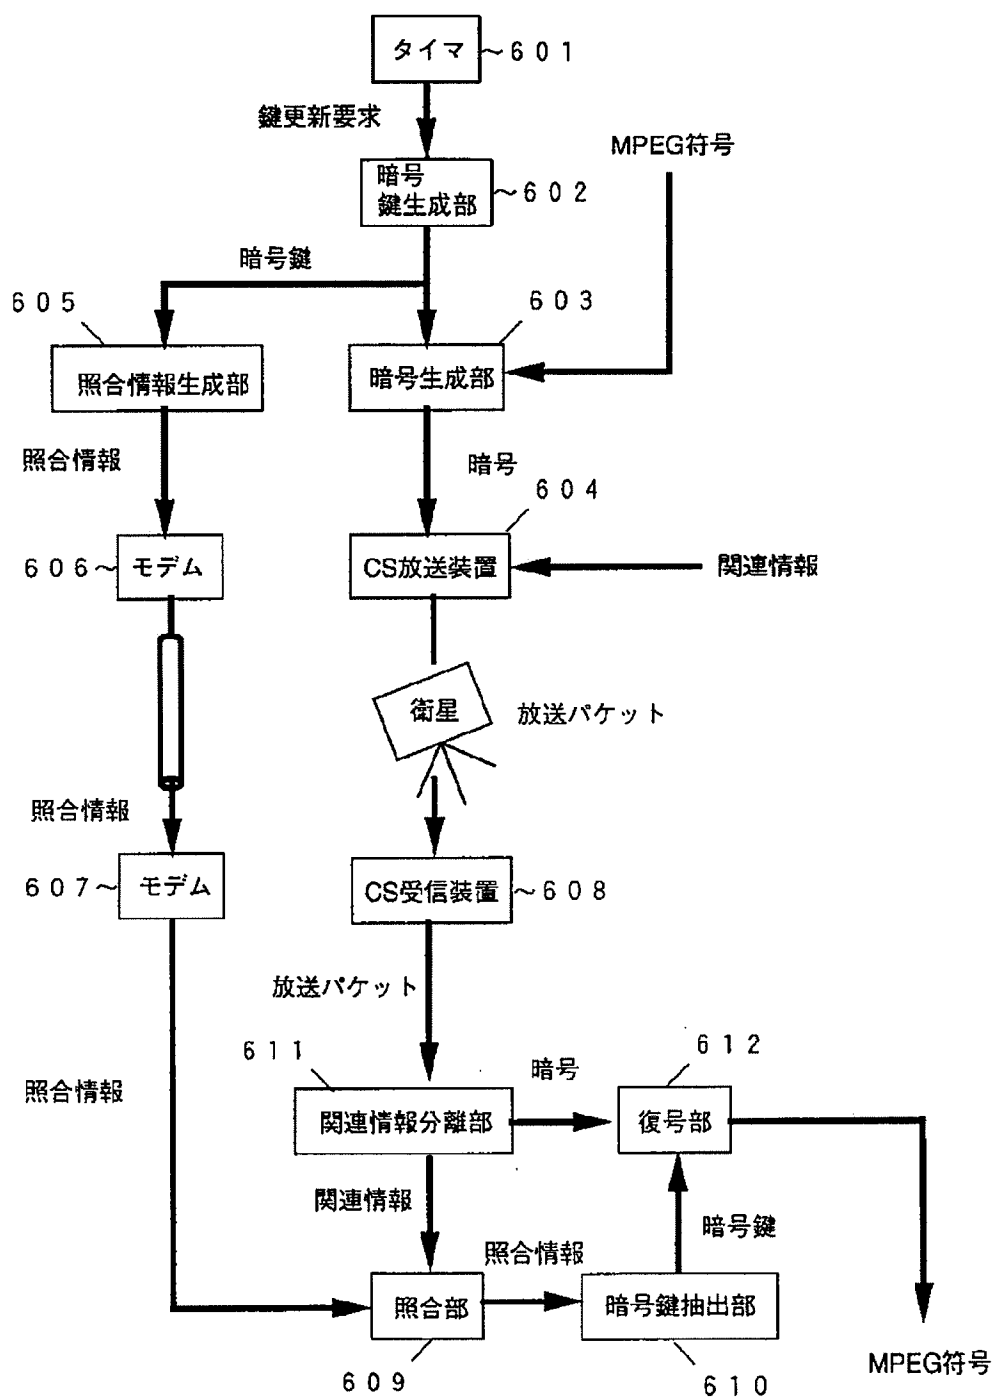 タイマ
601
鍵更新要求
MPEG符号
暗号
鍵生成部
602
暗号鍵
605
603
照合情報生成部
暗号生成部
照合情報
暗号
604
606
モデム
CS放送装置
関連情報
衛星
放送パケット
照合情報
607
モデム
CS受信装置
608
放送パケット
611
612
照合情報
暗号
関連情報分離部
復号部
関連情報
暗号鍵
照合情報
照合部
暗号鍵抽出部
609
610
MPEG符号